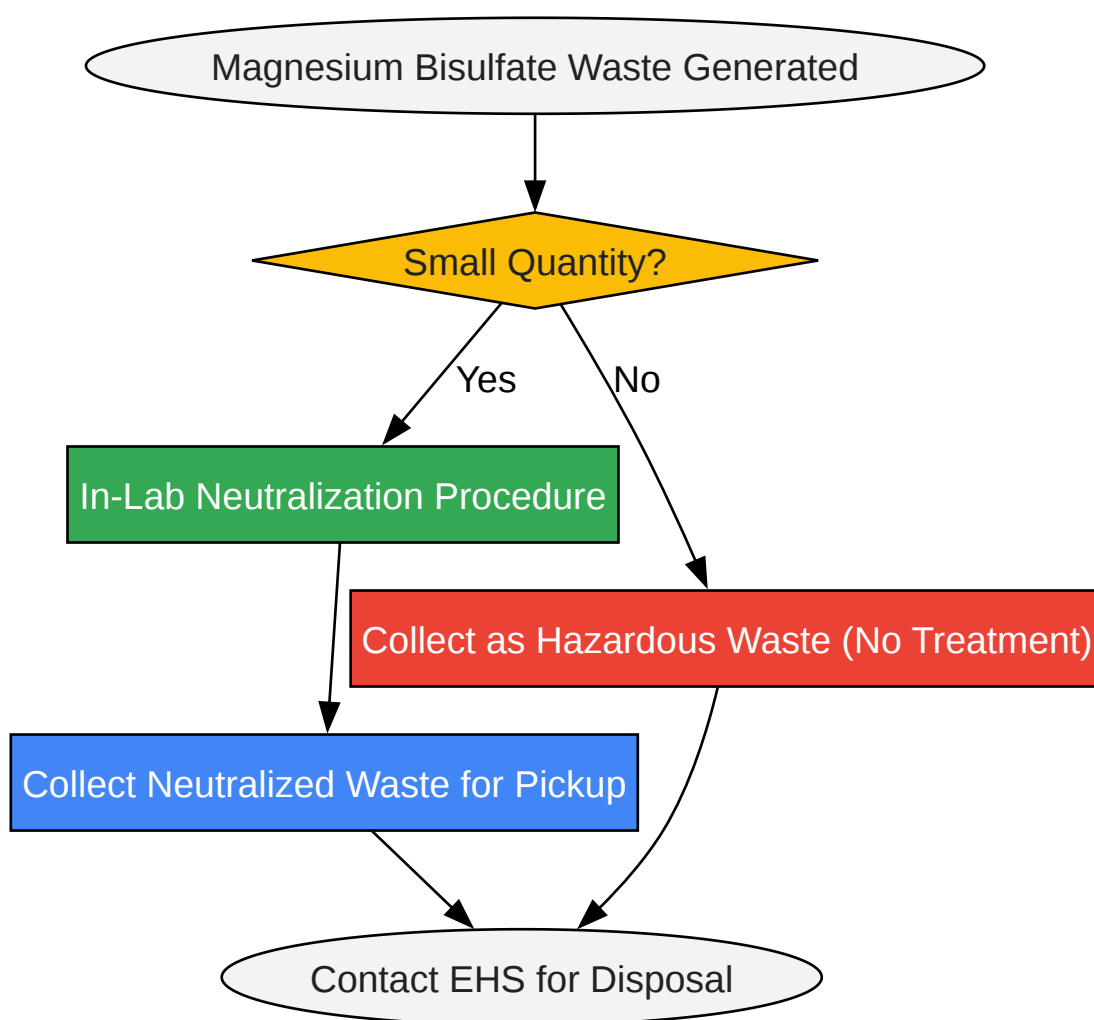 Magnesium Bisulfate Waste Generated
Small Quantity?
Yes
No
In-Lab Neutralization Procedure
Collect as Hazardous Waste (No Treatment)
Collect Neutralized Waste for Pickup
Contact EHS for Disposal